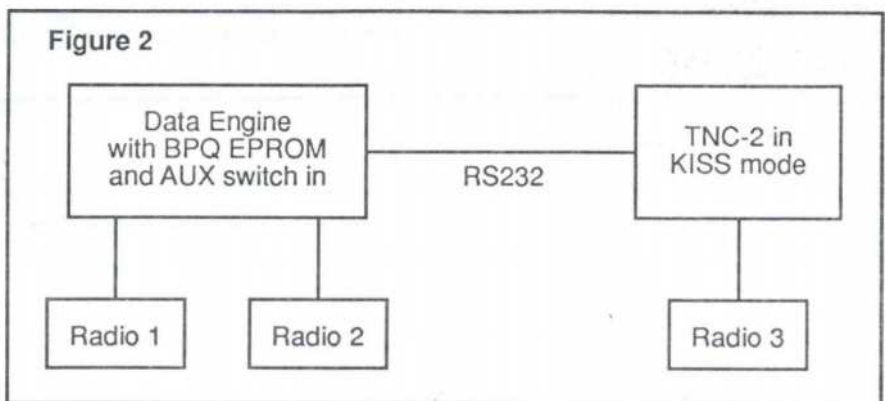 Figure 2
Data Engine
with BPQ EPROM
and AUX switch in
RS232
TNC-2 in
KISS mode
Radio 1
Radio 2
Radio 3